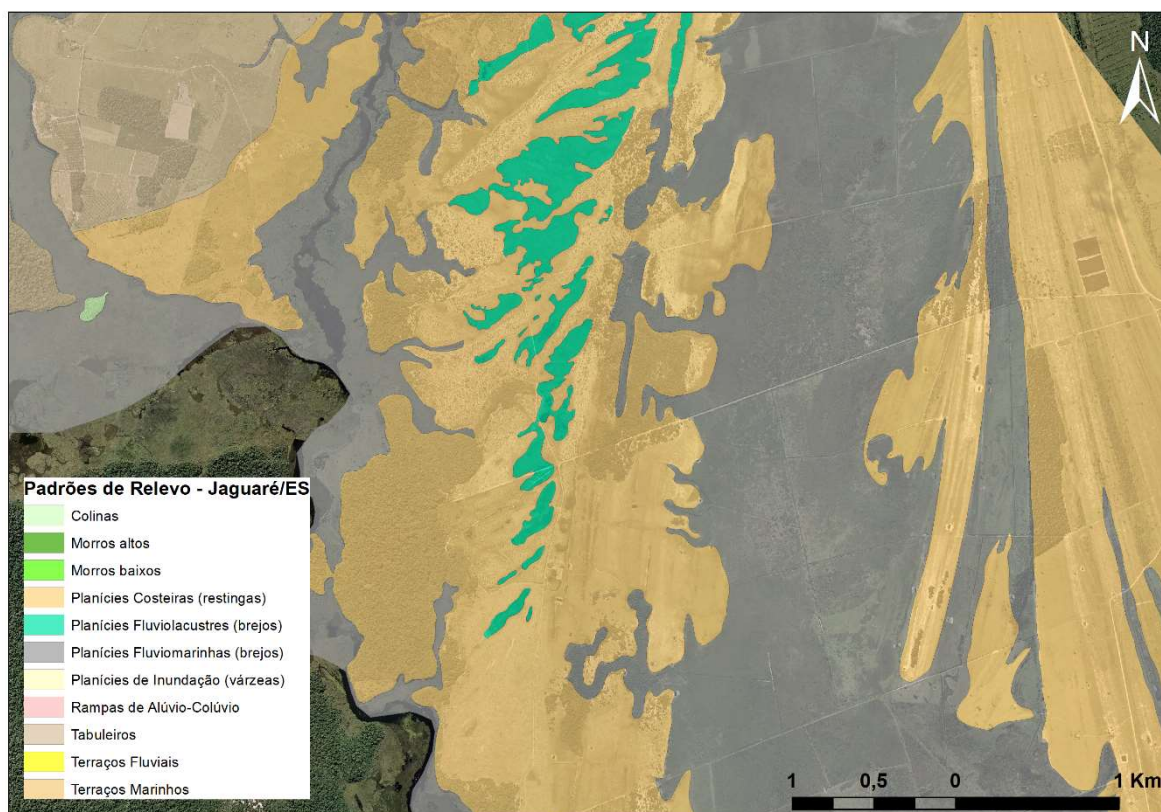 N
Padrões de Relevo - Jaguaré/ES
Colinas
Morros altos
Morros baixos
Planícies Costeiras (restingas)
Planícies Fluviolacustres (brejos)
Planícies Fluviomarinhas (brejos)
Planícies de Inundação (várzeas)
Rampas de Alúvio-Colúvio
Tabuleiros
Terraços Fluviais
Terraços Marinhos
1 0,5 0 1 Km